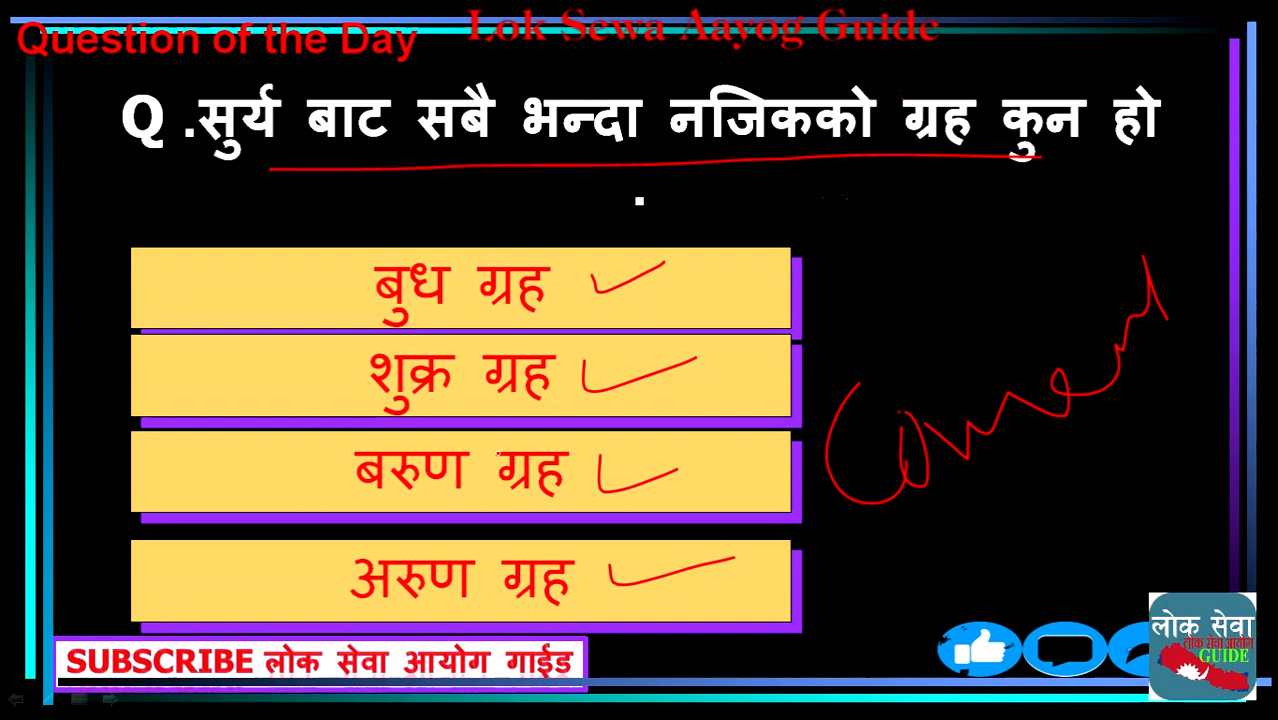 Question of the Day
Lok Sewa Aayog Guide
Q .सुर्य बाट सबै भन्दा नजिकको ग्रह कुन हो
.
बुध ग्रह
शुक्र ग्रह
बरुण ग्रह
अरुण ग्रह
SUBSCRIBE लोक सेवा आयोग गाईड
लोक सेवा
लोक सेवा आयोग
GUIDE